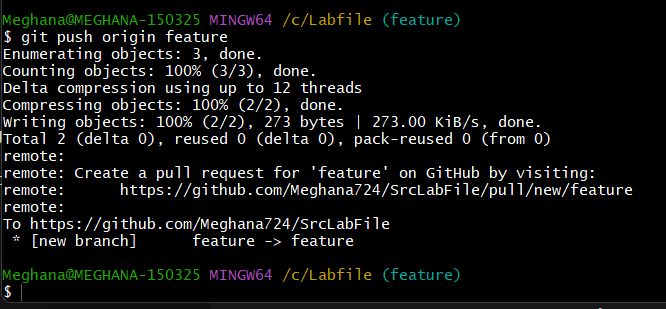 Meghana@MEGHANA-150325 MINGW64 /c/Labfile (feature)
$ git push origin feature
Enumerating objects: 3, done.
Counting objects: 100% (3/3), done.
Delta compression using up to 12 threads
Compressing objects: 100% (2/2), done.
Writing objects: 100% (2/2), 273 bytes | 273.00 KiB/s, done.
Total 2 (delta 0), reused 0 (delta 0), pack-reused 0 (from 0)
remote:
remote: Create a pull request for 'feature' on GitHub by visiting:
remote:      https://github.com/Meghana724/SrcLabFile/pull/new/feature
remote:
To https://github.com/Meghana724/SrcLabFile
 * [new branch]      feature -> feature
Meghana@MEGHANA-150325 MINGW64 /c/Labfile (feature)
$